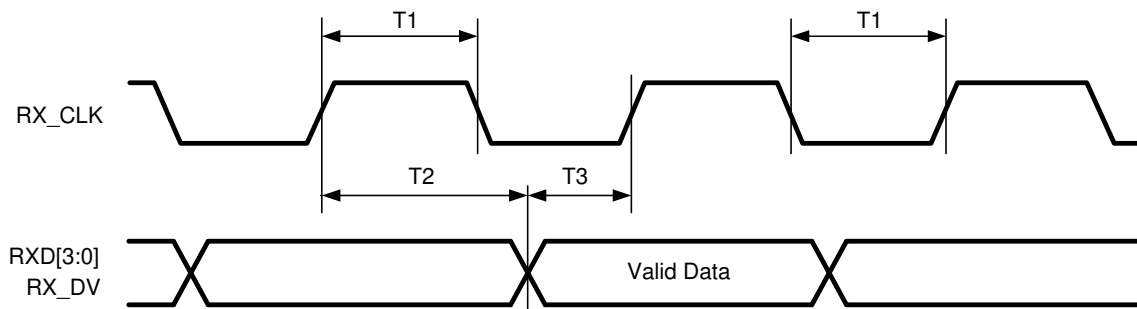 T1
T1
RX_CLK
T2
T3
RXD[3:0]
RX_DV
Valid Data